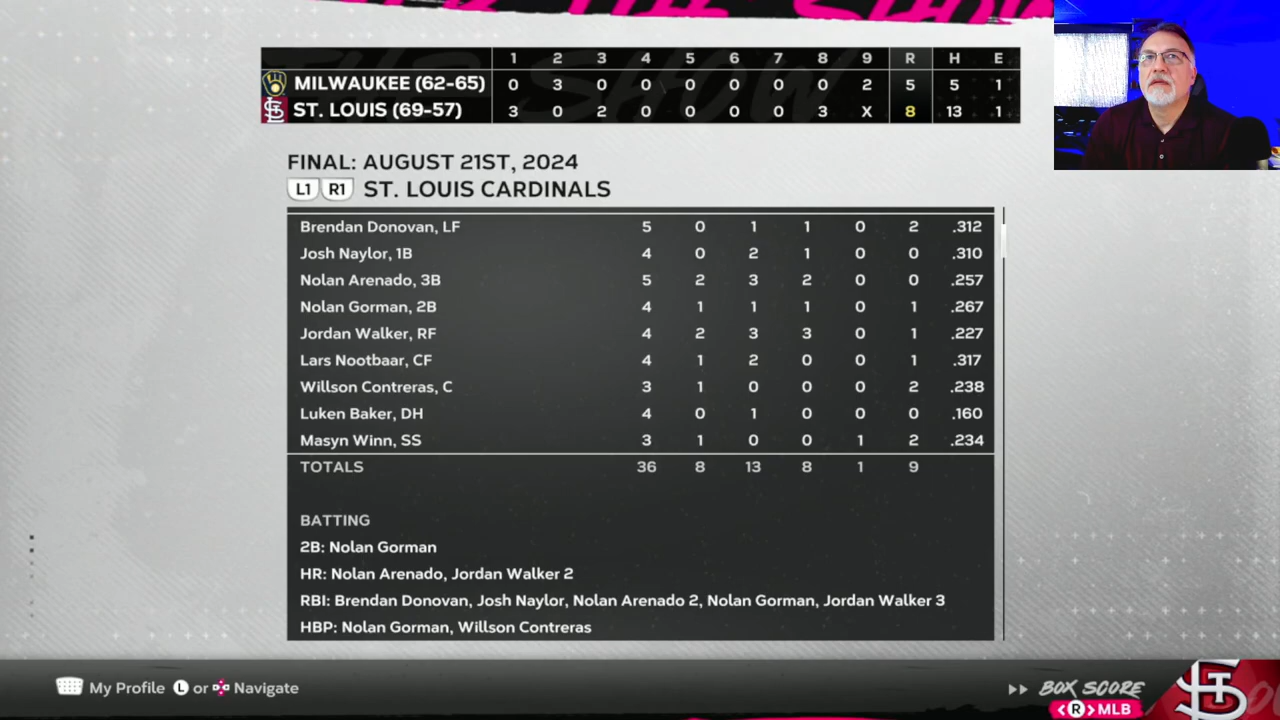 1 2 3 4 5 6 7 8 9 R H E
MILWAUKEE (62-65) 0 3 0 0 0 0 0 0 2 5 5 1
ST. LOUIS (69-57) 3 0 2 0 0 0 0 3 X 8 13 1
FINAL: AUGUST 21ST, 2024
L1 R1 ST. LOUIS CARDINALS
Brendan Donovan, LF 5 0 1 1 0 2 .312
Josh Naylor, 1B 4 0 2 1 0 0 .310
Nolan Arenado, 3B 5 2 3 2 0 0 .257
Nolan Gorman, 2B 4 1 1 1 0 1 .267
Jordan Walker, RF 4 2 3 3 0 1 .227
Lars Nootbaar, CF 4 1 2 0 0 1 .317
Willson Contreras, C 3 1 0 0 0 2 .238
Luken Baker, DH 4 0 1 0 0 0 .160
Masyn Winn, SS 3 1 0 0 1 2 .234
TOTALS 36 8 13 8 1 9
BATTING
2B: Nolan Gorman
HR: Nolan Arenado, Jordan Walker 2
RBI: Brendan Donovan, Josh Naylor, Nolan Arenado 2, Nolan Gorman, Jordan Walker 3
HBP: Nolan Gorman, Willson Contreras
My Profile L or Navigate
BOX SCORE
<R> MLB